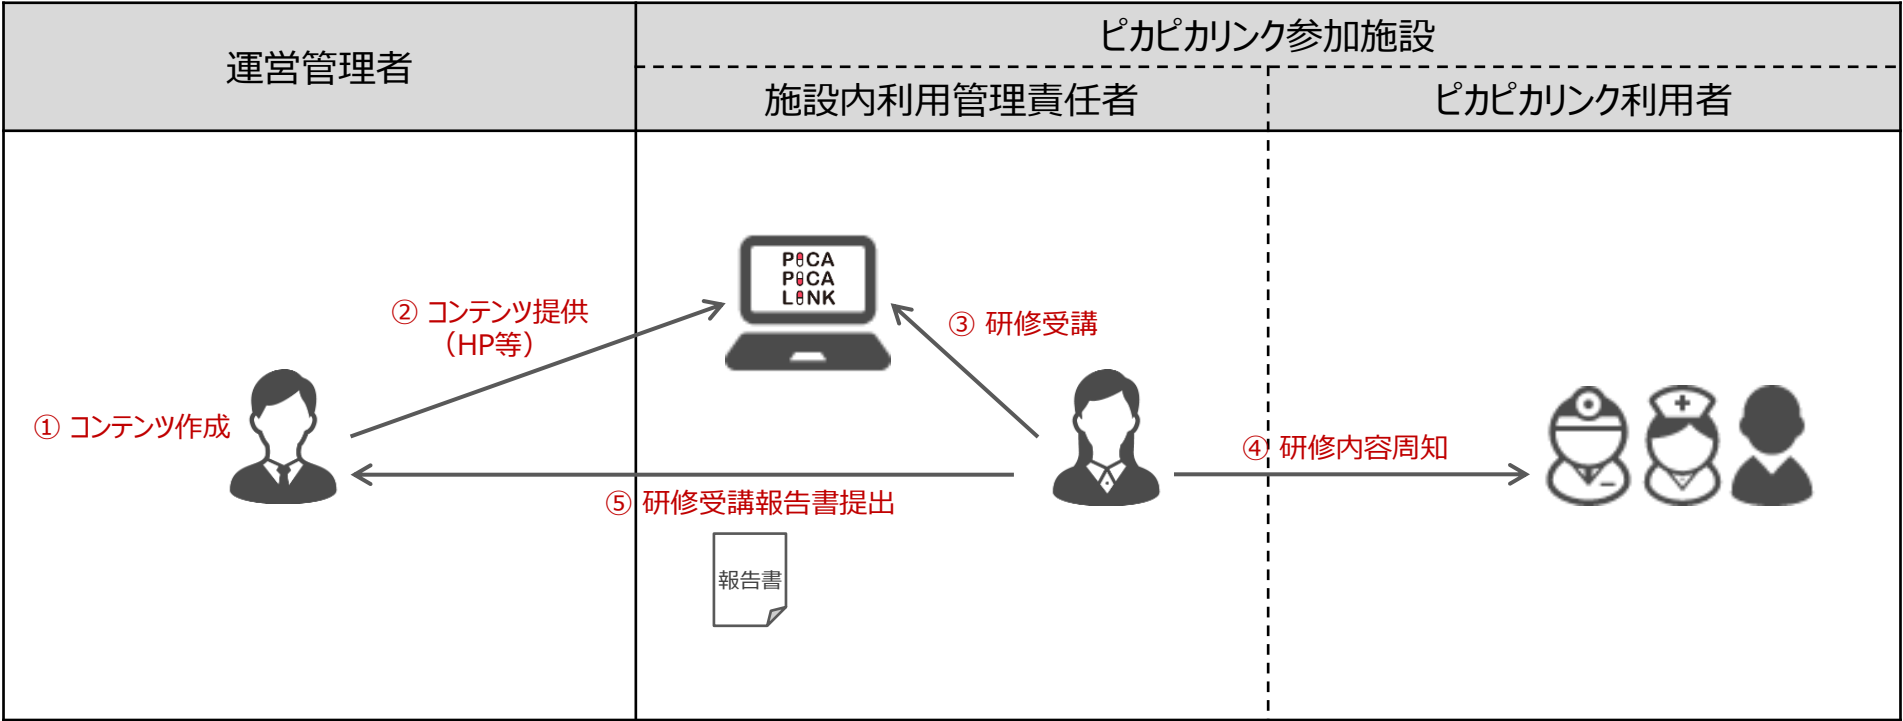 運営管理者
ピカピカリンク参加施設
施設内利用管理責任者
ピカピカリンク利用者
PICA
PICA
LINK
② コンテンツ提供
（HP等）
③ 研修受講
① コンテンツ作成
④ 研修内容周知
⑤ 研修受講報告書提出
報告書